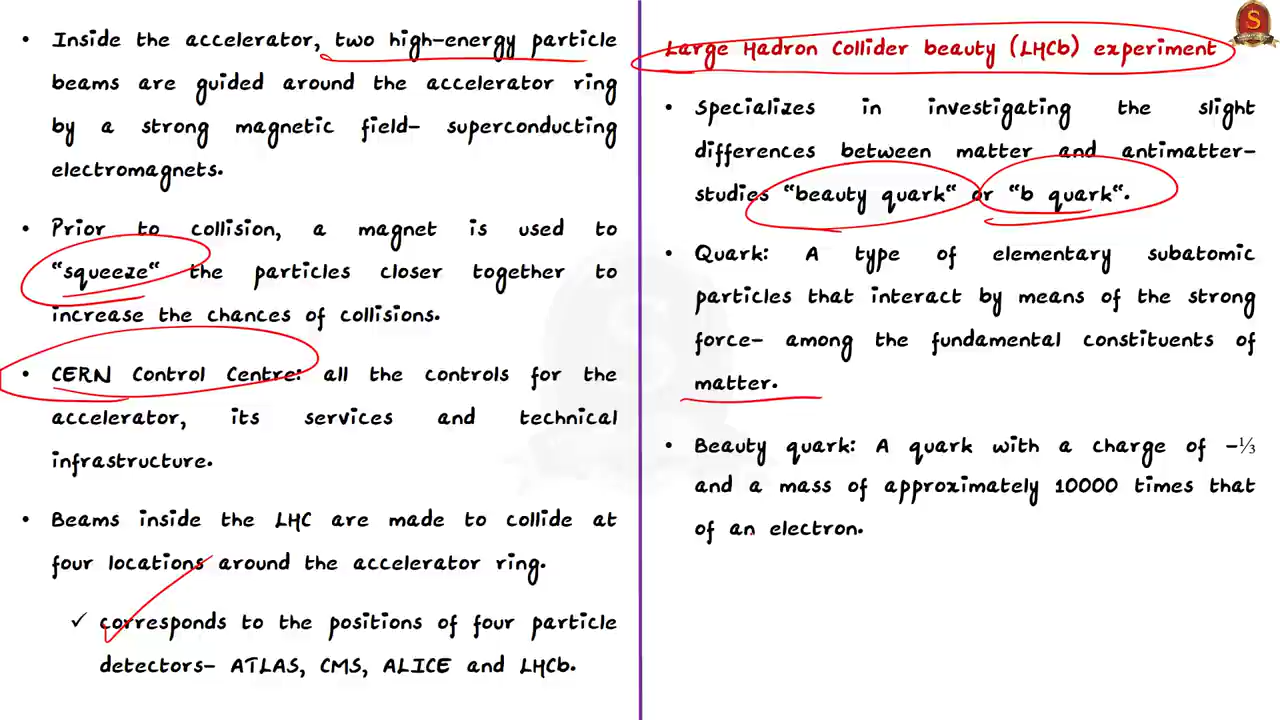 • Inside the accelerator, two high-energy particle
beams are guided around the accelerator ring
by a strong magnetic field- superconducting
electromagnets.
• Prior to collision, a magnet is used to
"squeeze" the particles closer together to
increase the chances of collisions.
• CERN Control Centre: all the controls for the
accelerator, its services and technical
infrastructure.
• Beams inside the LHC are made to collide at
four locations around the accelerator ring.
✓ corresponds to the positions of four particle
detectors- ATLAS, CMS, ALICE and LHCb.
Large Hadron Collider beauty (LHCb) experiment
• Specializes in investigating the slight
differences between matter and antimatter-
studies "beauty quark" or "b quark".
• Quark: A type of elementary subatomic
particles that interact by means of the strong
force- among the fundamental constituents of
matter.
• Beauty quark: A quark with a charge of -⅓
and a mass of approximately 10000 times that
of an electron.
S